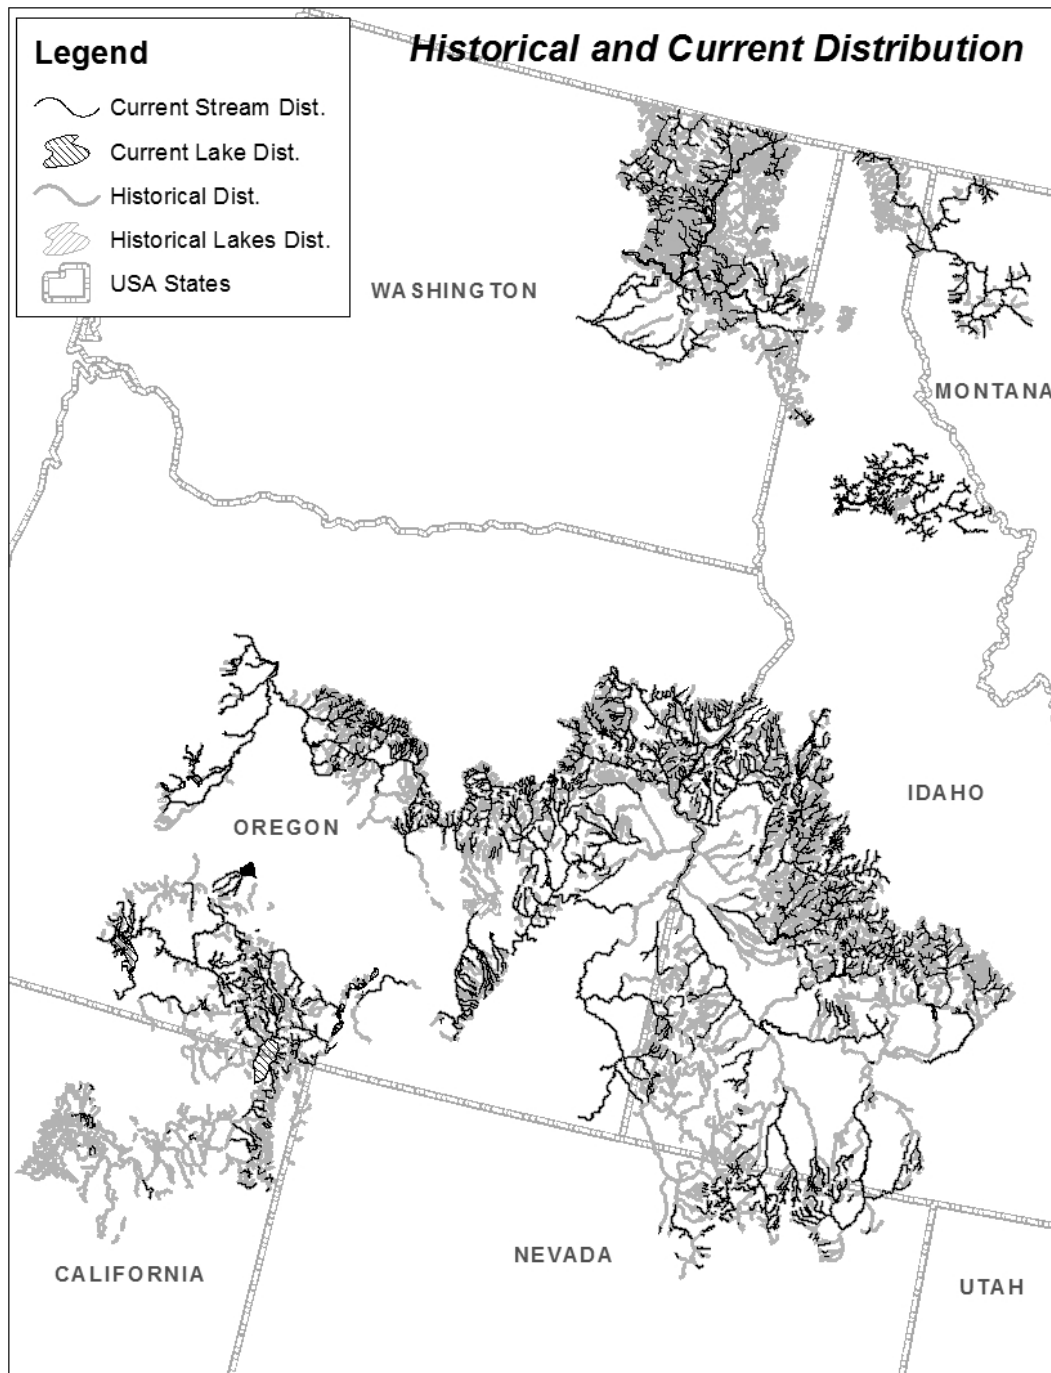 Legend
Historical and Current Distribution
Current Stream Dist.
Current Lake Dist.
Historical Dist.
Historical Lakes Dist.
USA States
WASHINGTON
MONTANA
IDAHO
OREGON
NEVADA
CALIFORNIA
UTAH